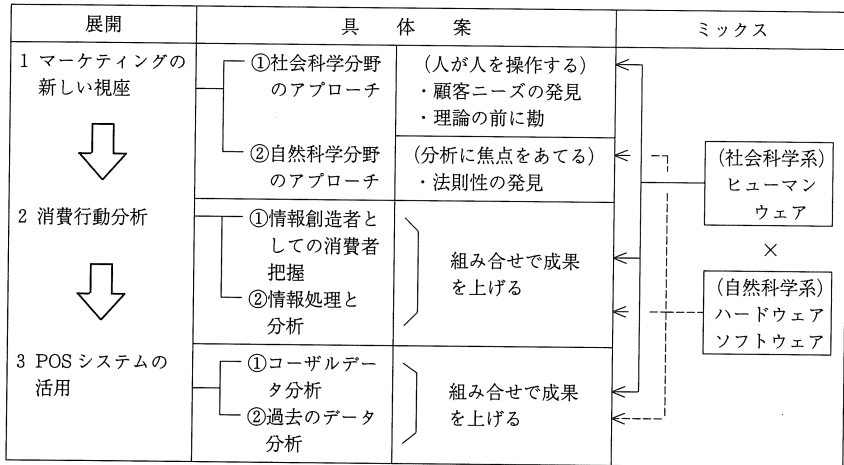 展開
具体案
ミックス
1 マーケティングの
新しい視座
①社会科学分野
のアプローチ
(人が人を操作する)
・顧客ニーズの発見
・理論の前に勘
②自然科学分野
のアプローチ
(分析に焦点をあてる)
・法則性の発見
(社会科学系)
ヒューマン
ウェア
×
(自然科学系)
ハードウェア
ソフトウェア
2 消費行動分析
①情報創造者と
しての消費者
把握
②情報処理と
分析
組み合せで成果
を上げる
3 POSシステムの
活用
①コーザルデー
タ分析
②過去のデータ
分析
組み合せで成果
を上げる